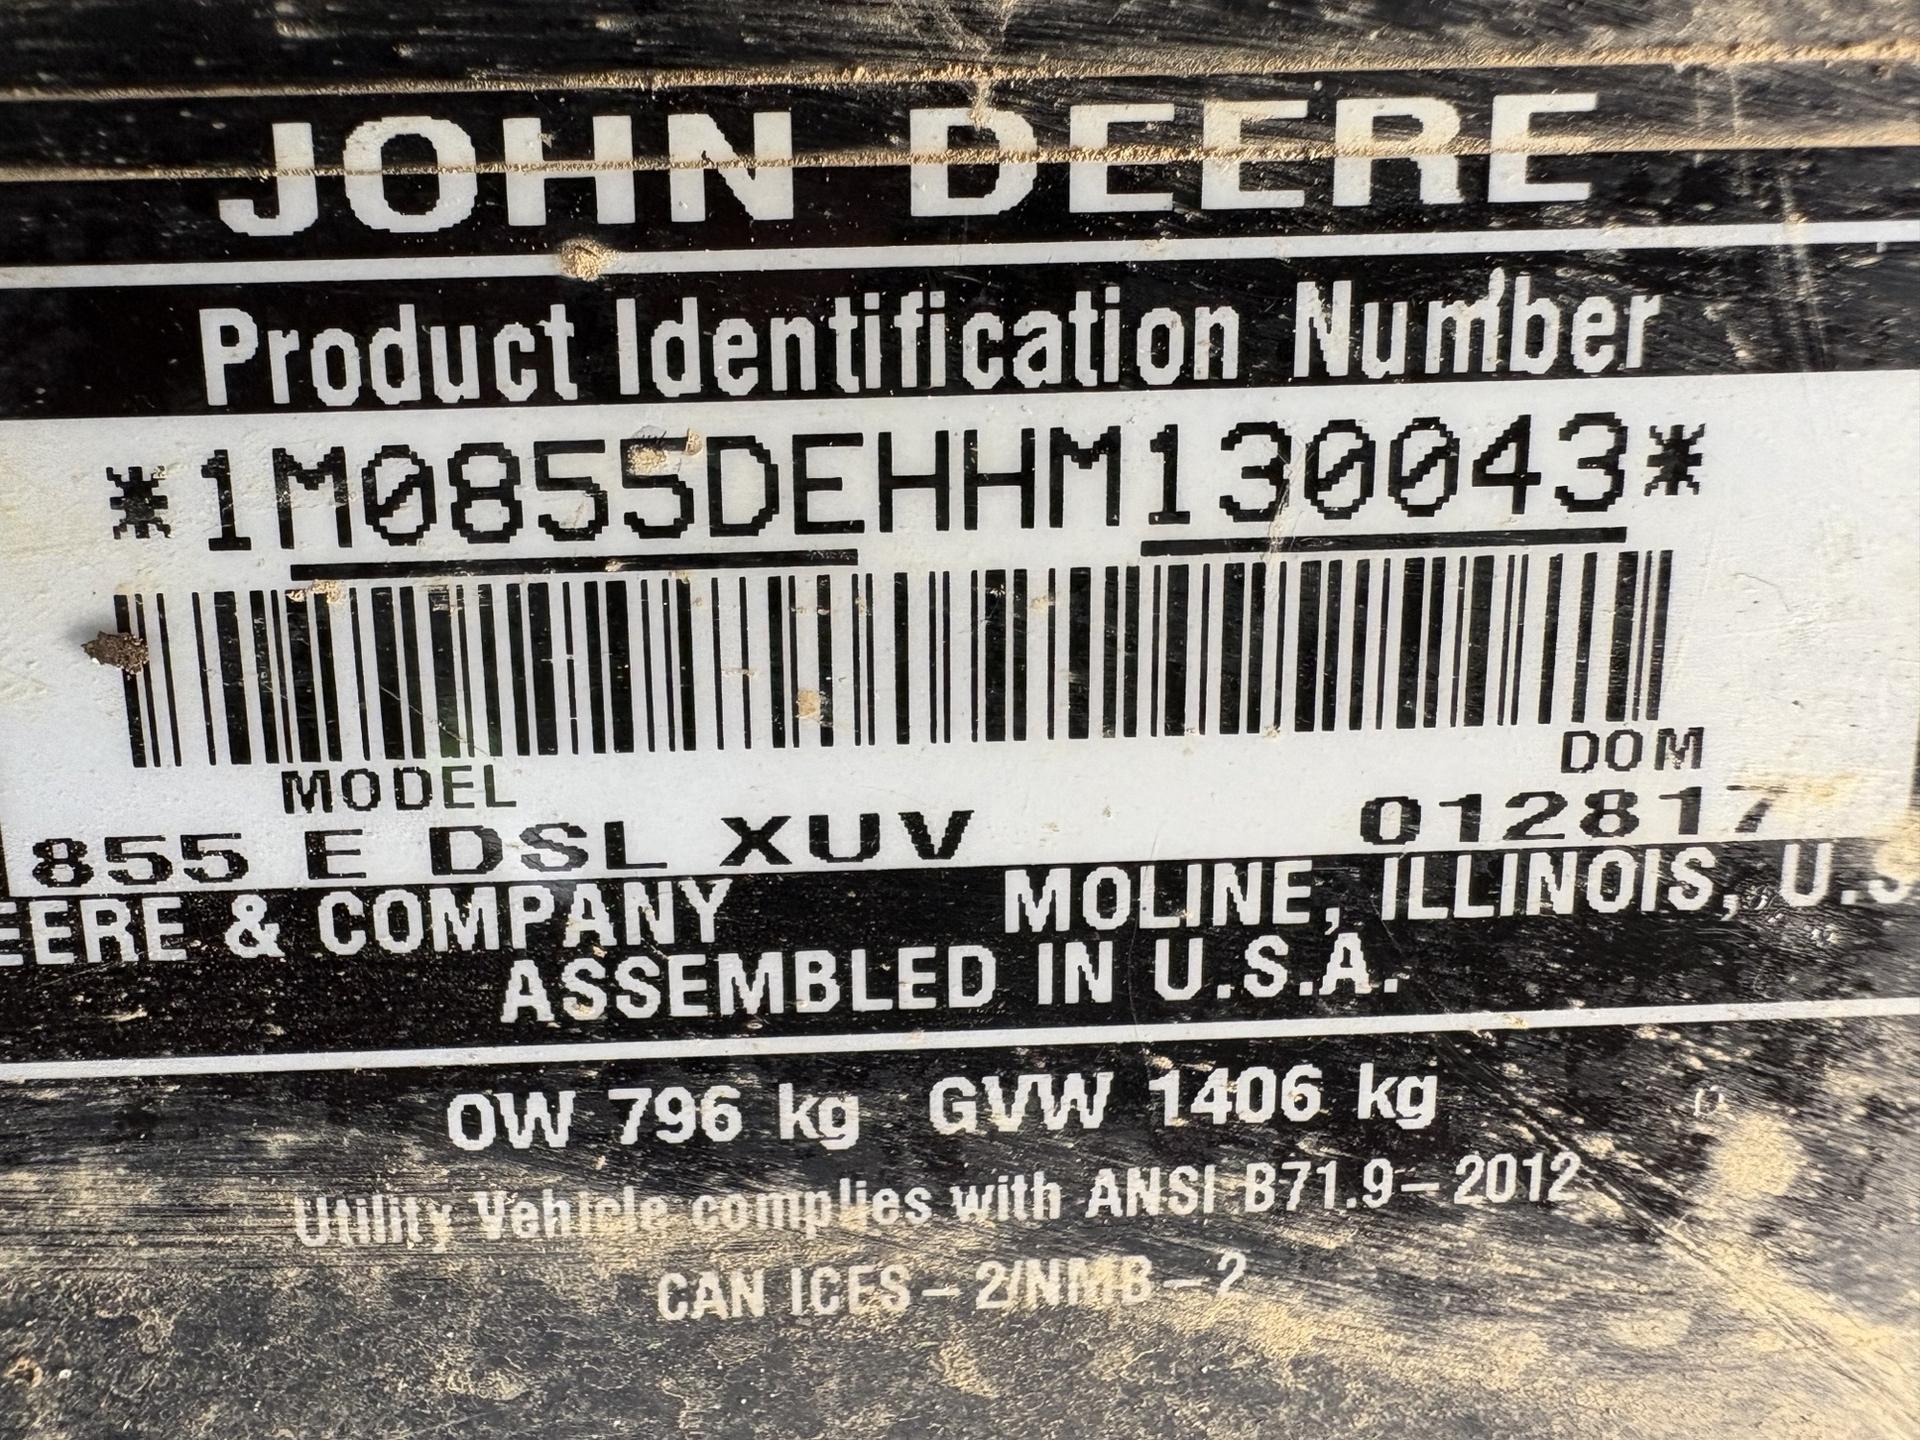 JOHN DEERE
Product Identification Number
*1M0855DEHHM130043*
MODEL DOM
855 E DSL XUV 012817
EERE & COMPANY MOLINE, ILLINOIS, U.S
ASSEMBLED IN U.S.A.
OW 796 kg GVW 1406 kg
Utility Vehicle complies with ANSI B71.9-2012
CAN ICES-2/NMB-2